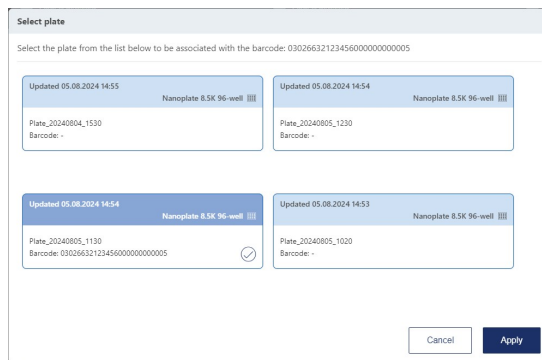 Select plate
Select the plate from the list below to be associated with the barcode: 03026632123456000000000005
Updated 05.08.2024 14:55
Nanoplate 8.5K 96-well
Plate_20240804_1530
Barcode: -
Updated 05.08.2024 14:54
Nanoplate 8.5K 96-well
Plate_20240805_1230
Barcode: -
Updated 05.08.2024 14:54
Nanoplate 8.5K 96-well
Plate_20240805_1130
Barcode: 03026632123456000000000005
Updated 05.08.2024 14:53
Nanoplate 8.5K 96-well
Plate_20240805_1020
Barcode: -
Cancel
Apply